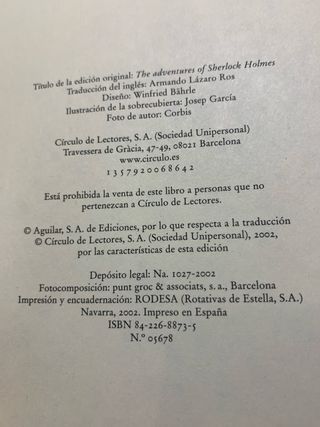 Título de la edición original: The adventures of Sherlock Holmes
Traducción del inglés: Armando Lázaro Ros
Diseño: Winfried Bährle
Ilustración de la sobrecubierta: Josep García
Foto de autor: Corbis
Círculo de Lectores, S. A. (Sociedad Unipersonal)
Travessera de Gràcia, 47-49, 08021 Barcelona
www.circulo.es
1 3 5 7 9 2 0 0 6 8 6 4 2
Está prohibida la venta de este libro a personas que no
pertenezcan a Círculo de Lectores.
© Aguilar, S. A. de Ediciones, por lo que respecta a la traducción
© Círculo de Lectores, S. A. (Sociedad Unipersonal), 2002,
por las características de esta edición
Depósito legal: Na. 1027-2002
Fotocomposición: punt groc & associats, s. a., Barcelona
Impresión y encuadernación: RODESA (Rotativas de Estella, S. A.)
Navarra, 2002. Impreso en España
ISBN 84-226-8873-5
N.º 05678